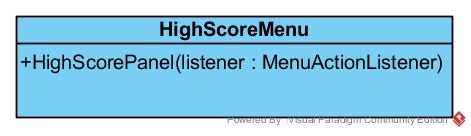 HighScoreMenu
+HighScorePanel(listener : MenuActionListener)
Powered By Visual Paradigm Community Edition